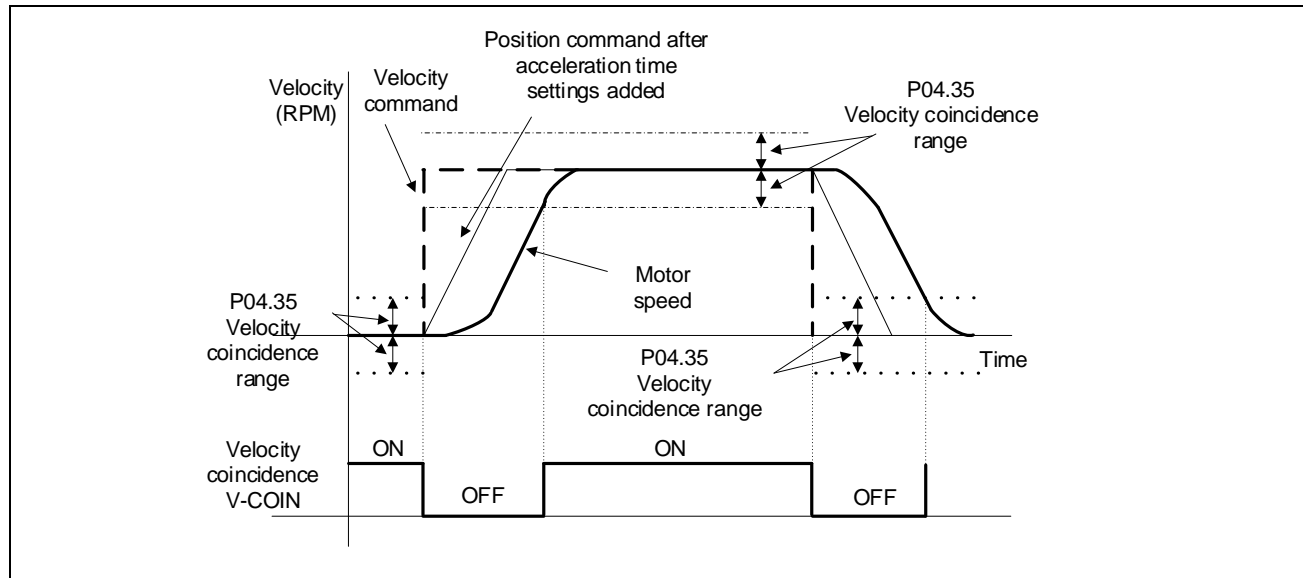 Position command after
acceleration time
settings added
Velocity
(RPM)
Velocity
command
P04.35
Velocity coincidence
range
Motor
speed
P04.35
Velocity
coincidence
range
P04.35
Velocity
coincidence range
Time
Velocity
coincidence
V-COIN
ON
OFF
ON
OFF